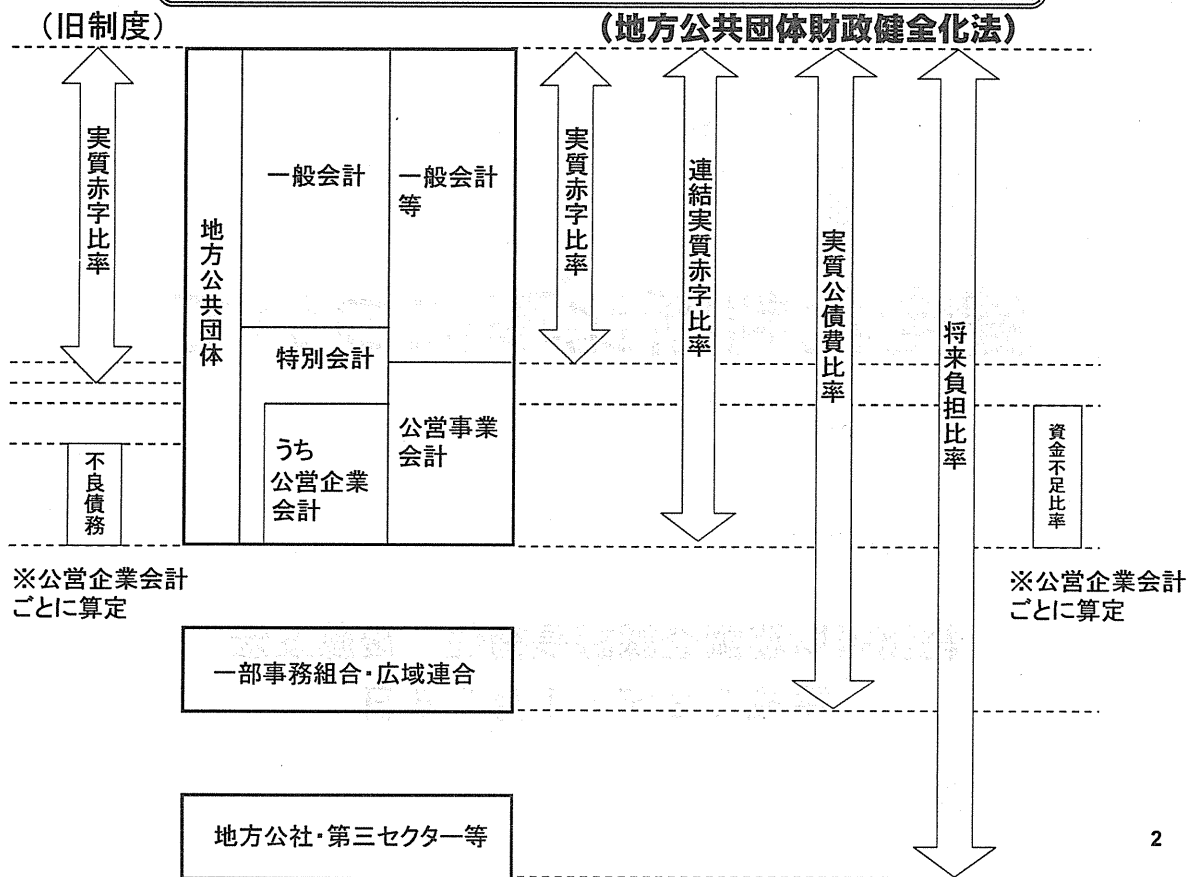 （旧制度）
（地方公共団体財政健全化法）
実質赤字比率
不良債務
※公営企業会計
ごとに算定
地方公共団体
一般会計
特別会計
うち
公営企業
会計
一般会計
等
公営事業
会計
実質赤字比率
連結実質赤字比率
実質公債費比率
将来負担比率
資金不足比率
※公営企業会計
ごとに算定
一部事務組合・広域連合
地方公社・第三セクター等
2